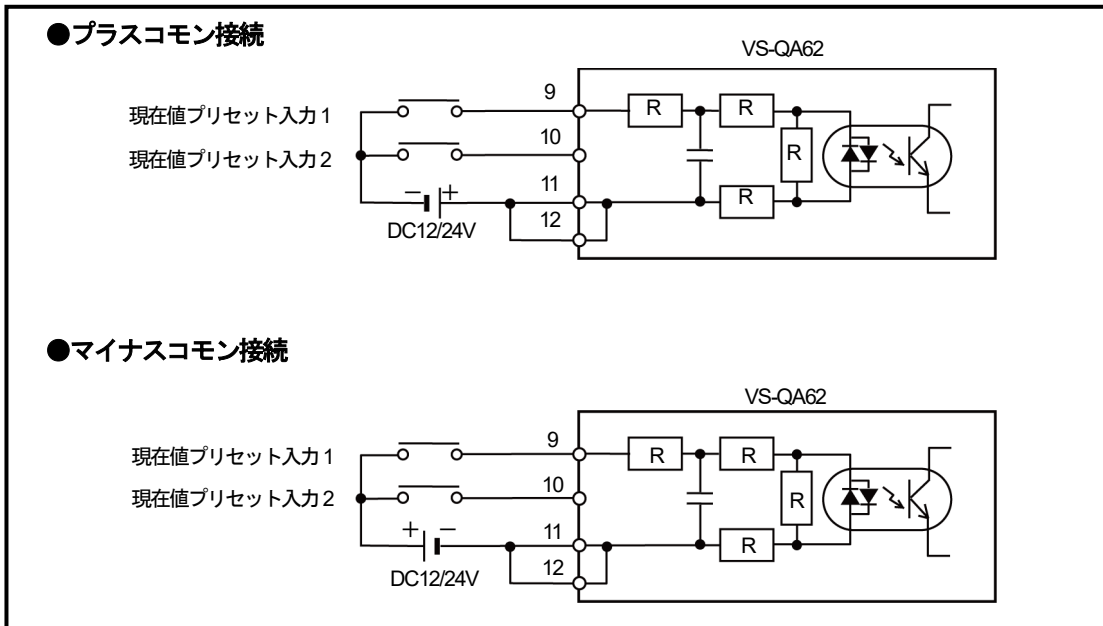 ●プラスコモン接続
VS-QA62
現在値プリセット入力1
9
R
R
現在値プリセット入力2
10
R
− +
11
R
DC12/24V
12
●マイナスコモン接続
VS-QA62
現在値プリセット入力1
9
R
R
現在値プリセット入力2
10
R
+ −
11
R
DC12/24V
12